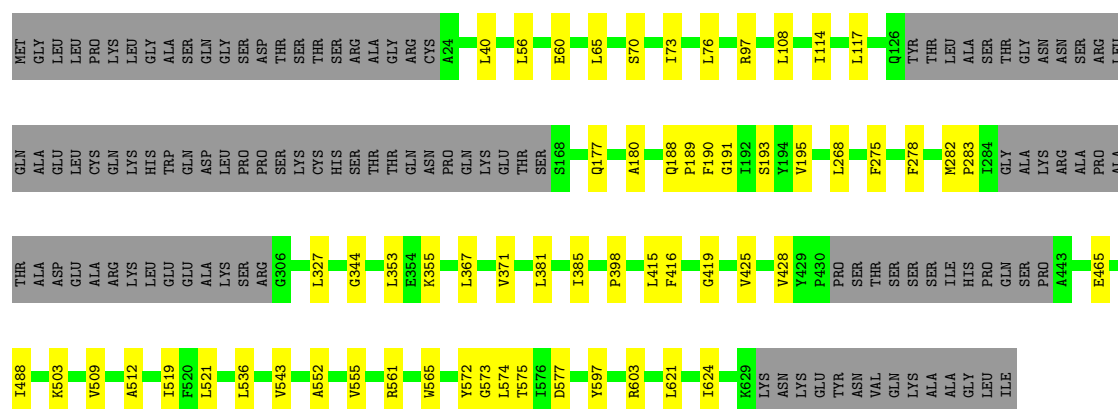 MET GLY LEU LEU PRO LYS LEU GLY ALA SER GLN GLY SER ASP THR SER SER THR THR SER ARG ALA GLY ARG CYS A24 L40 L56 E60 L65 S70 I73 L76 R97 L108 I114 L117 Q126 TYR THR LEU ALA SER THR GLY ASN ASN SER ARG LEU
GLN ALA GLU LEU CYS GLN LYS HIS TRP GLN ASP LEU PRO PRO SER LYS CYS HIS SER THR THR GLN ASN PRO GLN LYS GLU THR SER S168 Q177 A180 Q188 P189 F190 G191 I192 S193 Y194 V195 L268 F275 F278 M282 P283 I284 GLY ALA LYS ARG ALA PRO ALA
THR ALA ASP GLU ALA ARG LYS LEU GLU GLU ALA LYS SER ARG G306 L327 G344 L353 E354 K355 L367 V371 L381 I385 P398 L415 F416 G419 V425 V428 Y429 P430 PRO SER THR SER SER SER ILE HIS PRO GLN SER PRO A443 E465
I488 K503 V509 A512 I519 F520 L521 L536 V543 A552 V555 R561 W565 Y572 G573 L574 T575 I576 D577 Y597 R603 L621 I624 K629 LYS ASN LYS GLU TYR ASN VAL GLN LYS ALA ALA GLY LEU ILE